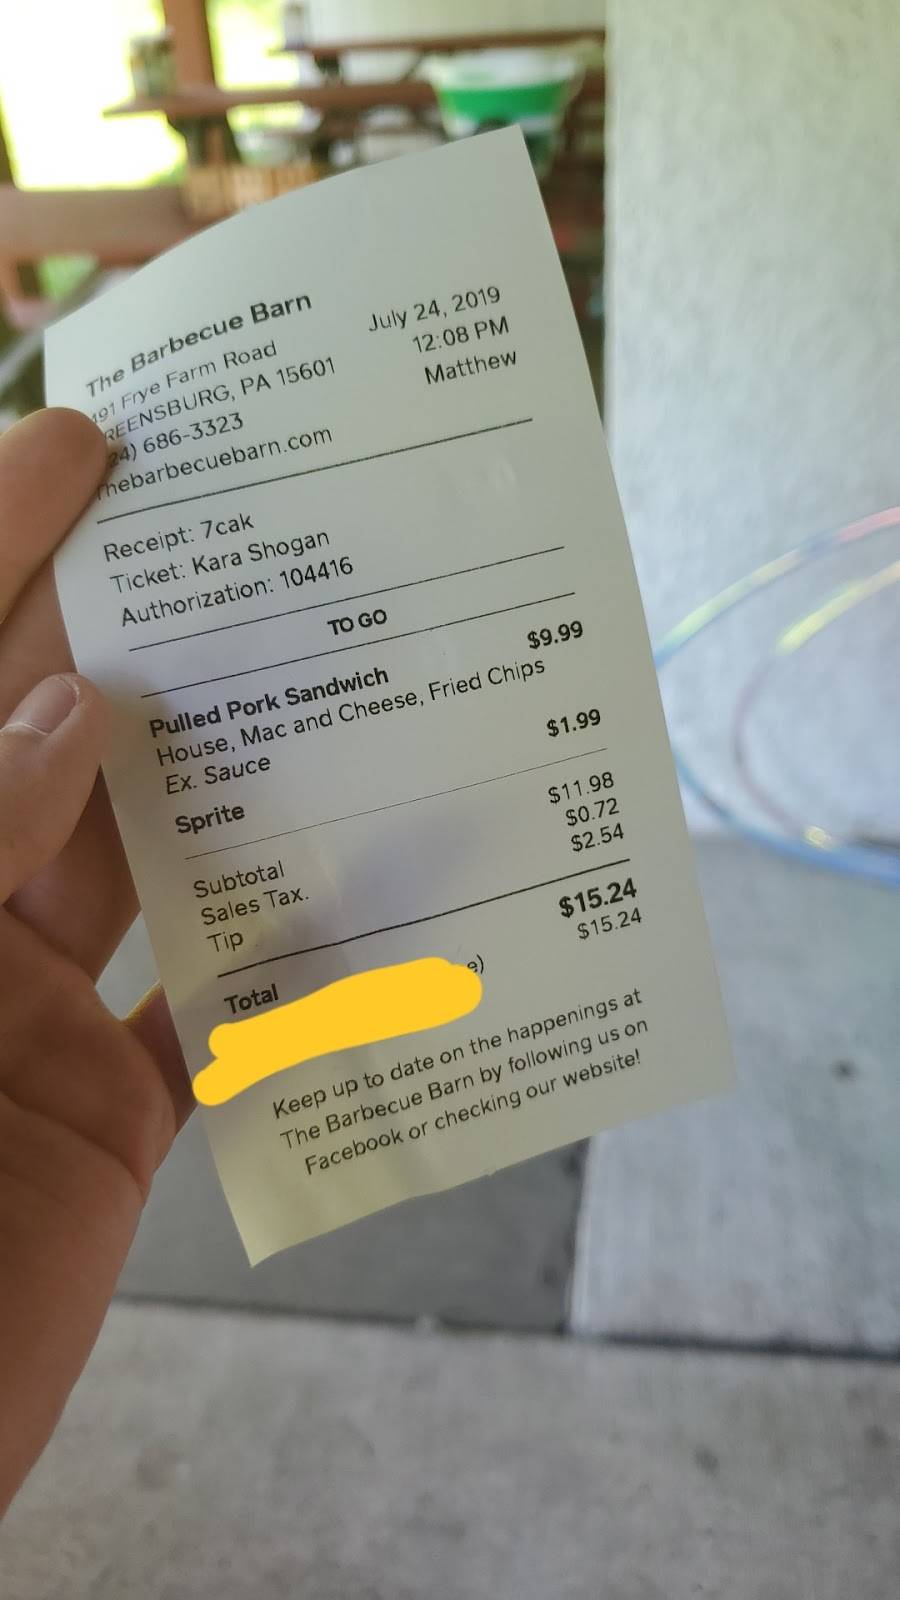 The Barbecue Barn
July 24, 2019
491 Frye Farm Road
12:08 PM
REENSBURG, PA 15601
Matthew
24) 686-3323
hebarbecuebarn.com
Receipt: 7cak
Ticket: Kara Shogan
Authorization: 104416
TO GO
Pulled Pork Sandwich $9.99
House, Mac and Cheese, Fried Chips
Ex. Sauce
Sprite $1.99
Subtotal $11.98
Sales Tax. $0.72
Tip $2.54
Total $15.24
e) $15.24
Keep up to date on the happenings at
The Barbecue Barn by following us on
Facebook or checking our website!